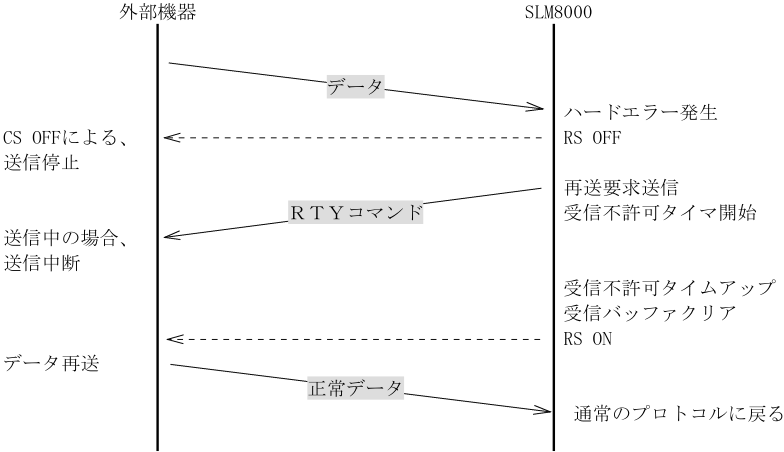 外部機器
SLM8000
データ
ハードエラー発生
CS OFFによる、
RS OFF
送信停止
再送要求送信
RTYコマンド
受信不許可タイマ開始
送信中の場合、
送信中断
受信不許可タイムアップ
受信バッファクリア
RS ON
データ再送
正常データ
通常のプロトコルに戻る